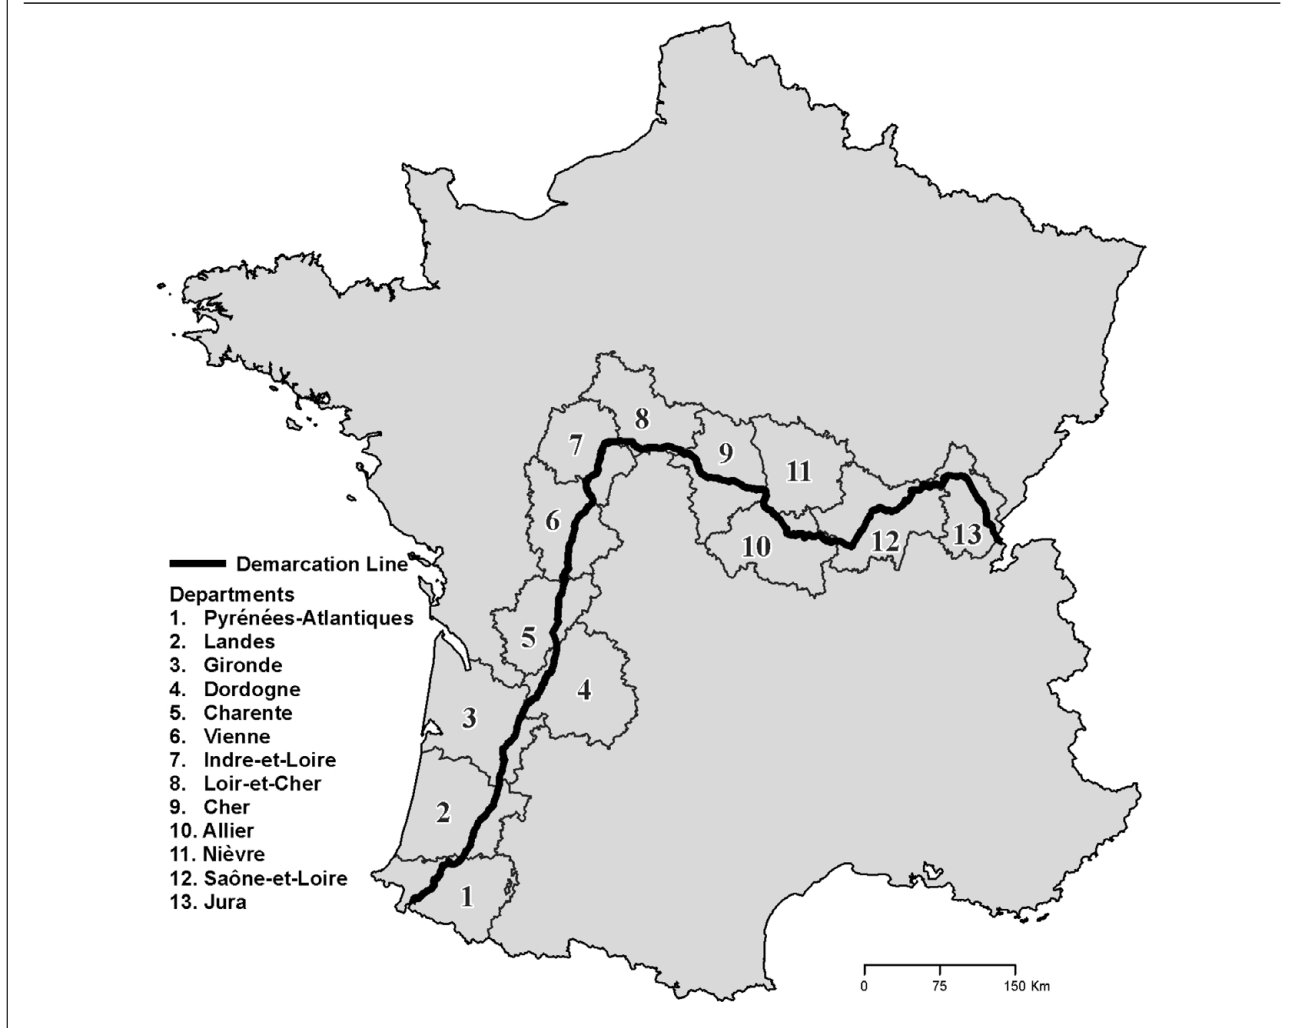 8
7
9
11
6
10
12
13
Demarcation Line
Departments
1. Pyrénées-Atlantiques
2. Landes
3. Gironde
4. Dordogne
5. Charente
6. Vienne
7. Indre-et-Loire
8. Loir-et-Cher
9. Cher
10. Allier
11. Nièvre
12. Saône-et-Loire
13. Jura
5
4
3
2
1
0 75 150 Km